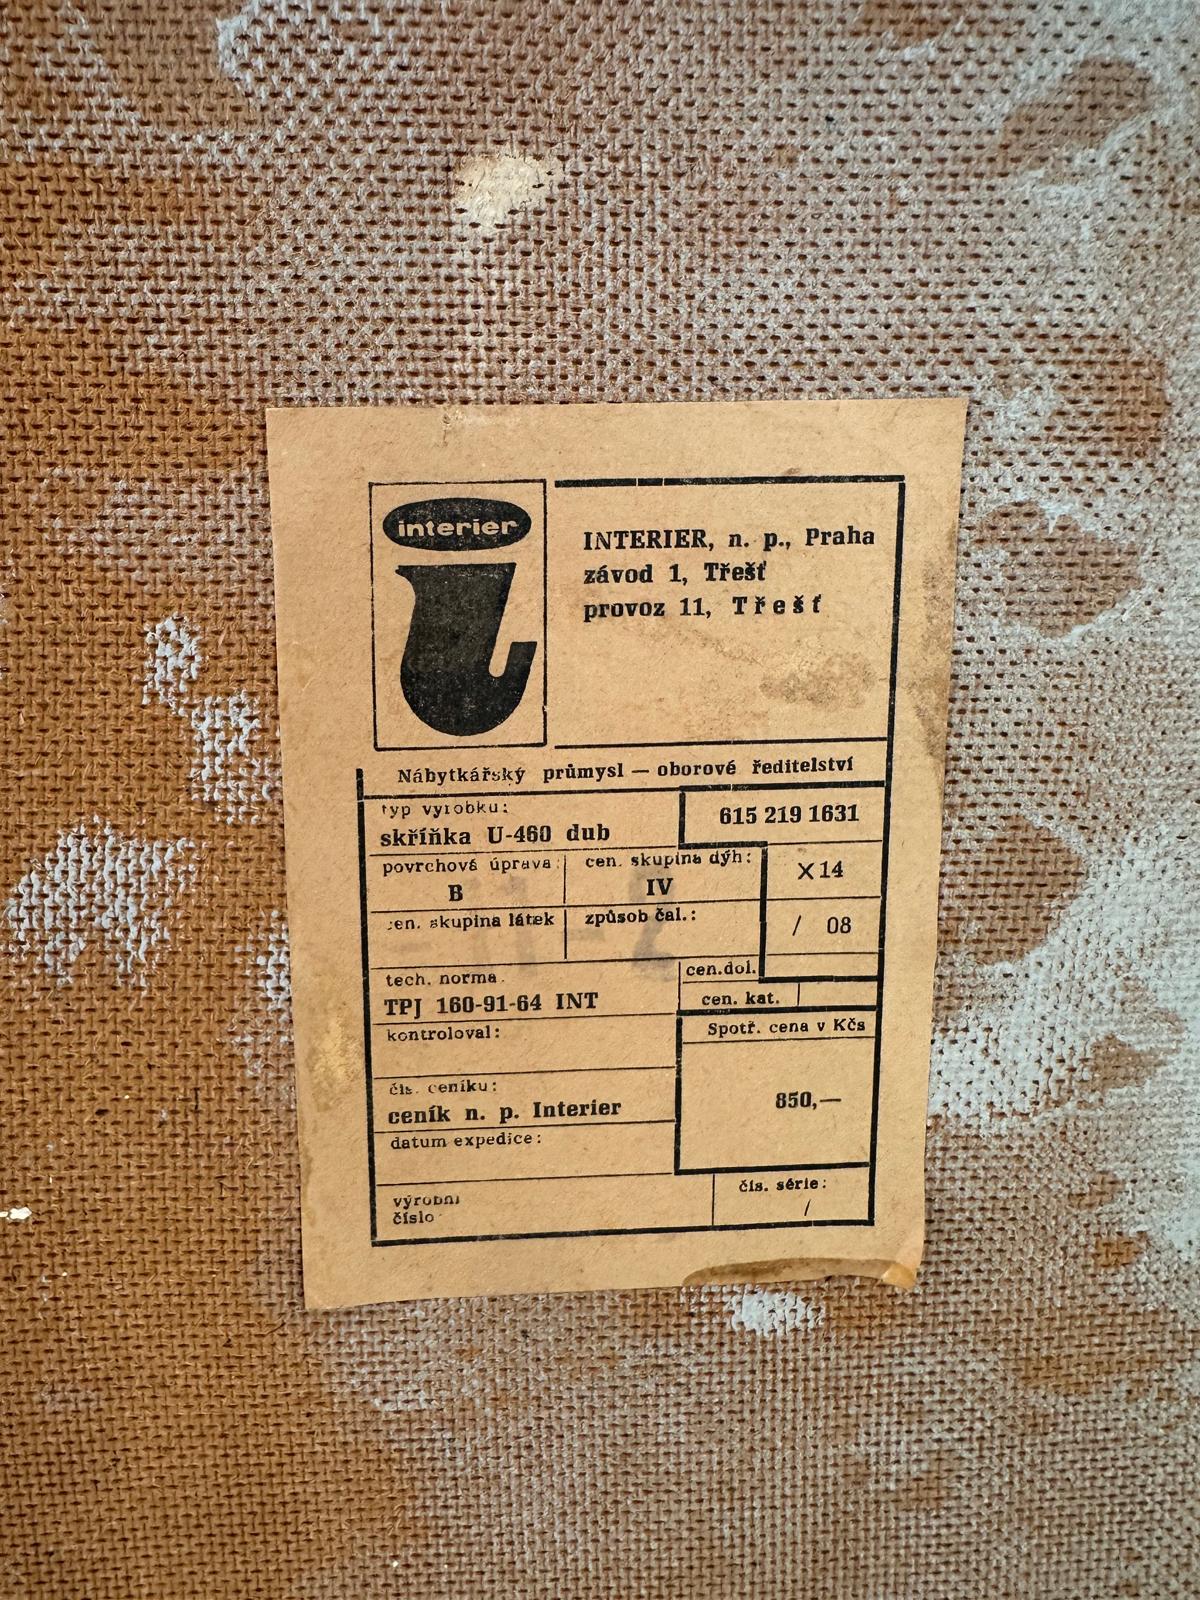 interier
INTERIER, n. p., Praha
závod 1, Třešť
provoz 11, Třešť
Nábytkářský průmysl — oborové ředitelství
typ výrobku:
skříňka U-460 dub
615 219 1631
povrchová úprava:
B
cen. skupina dýh:
IV
X14
cen. skupina látek
způsob čal.:
/ 08
tech. norma
TPJ 160-91-64 INT
cen.dol.
cen. kat.
kontroloval:
Spotř. cena v Kčs
850,—
čís. ceníku:
ceník n. p. Interier
datum expedice:
výrobní
číslo
čís. série:
/